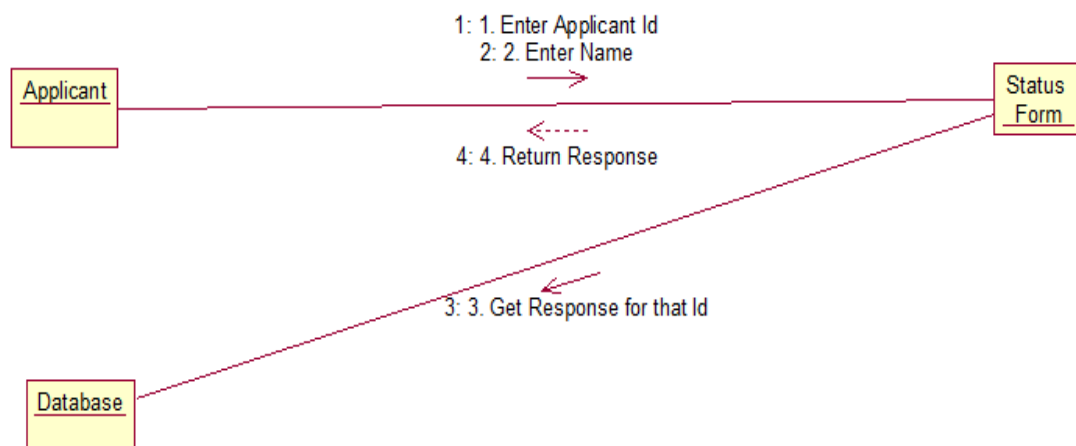 1: 1. Enter Applicant Id
2: 2. Enter Name
Applicant
Status
Form
4: 4. Return Response
3: 3. Get Response for that Id
Database